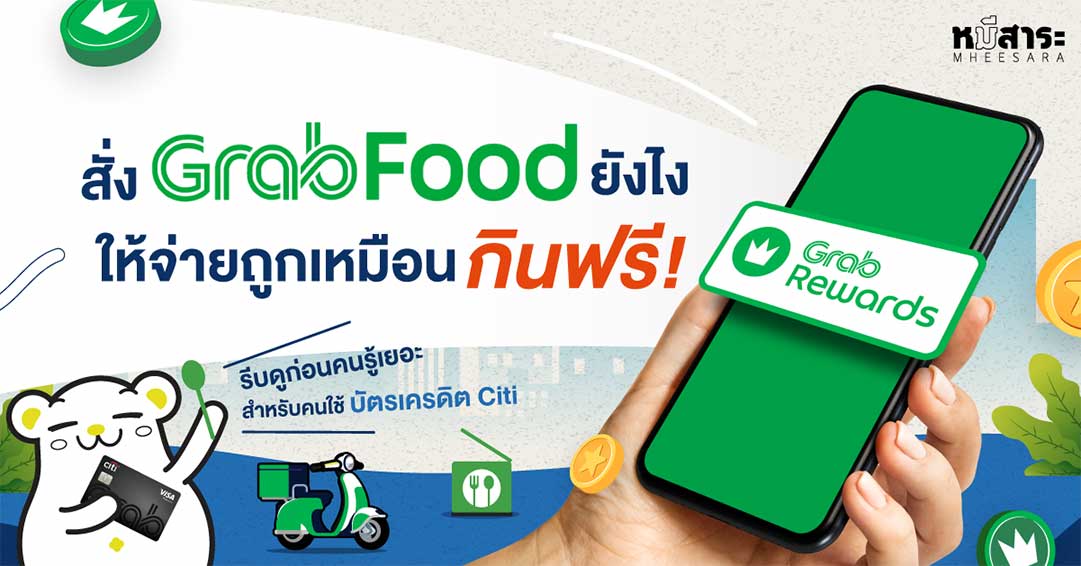 หมีสาระ
MHEESARA
สั่ง GrabFood ยังไง
ให้จ่ายถูกเหมือน กินฟรี!
Grab
Rewards
รีบดูก่อนคนรู้เยอะ
สำหรับคนใช้ บัตรเครดิต Citi
citi
VISA
Grab